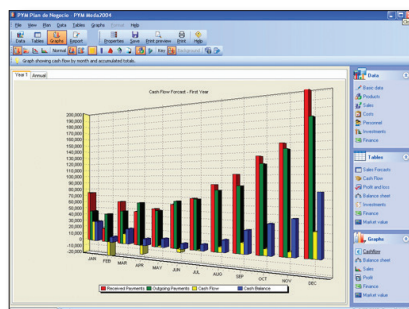 PYM Plan de Negocio - PYM Moda2004
File View Plan Data Tables Graphs Window Help
Data Tables Graphs Report Properties Save Print preview Print Help
Normal Key Background
Graph showing cash flow by month and accumulated totals.
Year 1 Annual
Cash Flow Forcast - First Year
200,000
190,000
180,000
170,000
160,000
150,000
140,000
130,000
120,000
110,000
100,000
90,000
80,000
70,000
60,000
50,000
40,000
30,000
20,000
10,000
0
-10,000
-20,000
JAN FEB MAR APR MAY JUN JUL AUG SEP OCT NOV DEC
Received Payments Outgoing Payments Cash Flow Cash Balance
Data
Basic data
Products
Sales
Costs
Personnel
Investments
Finance
Tables
Sales Forcasts
Cash Flow
Profit and loss
Balance sheet
Investments
Finance
Market value
Graphs
Cashflow
Balance sheet
Sales
Profit
Finance
Market value